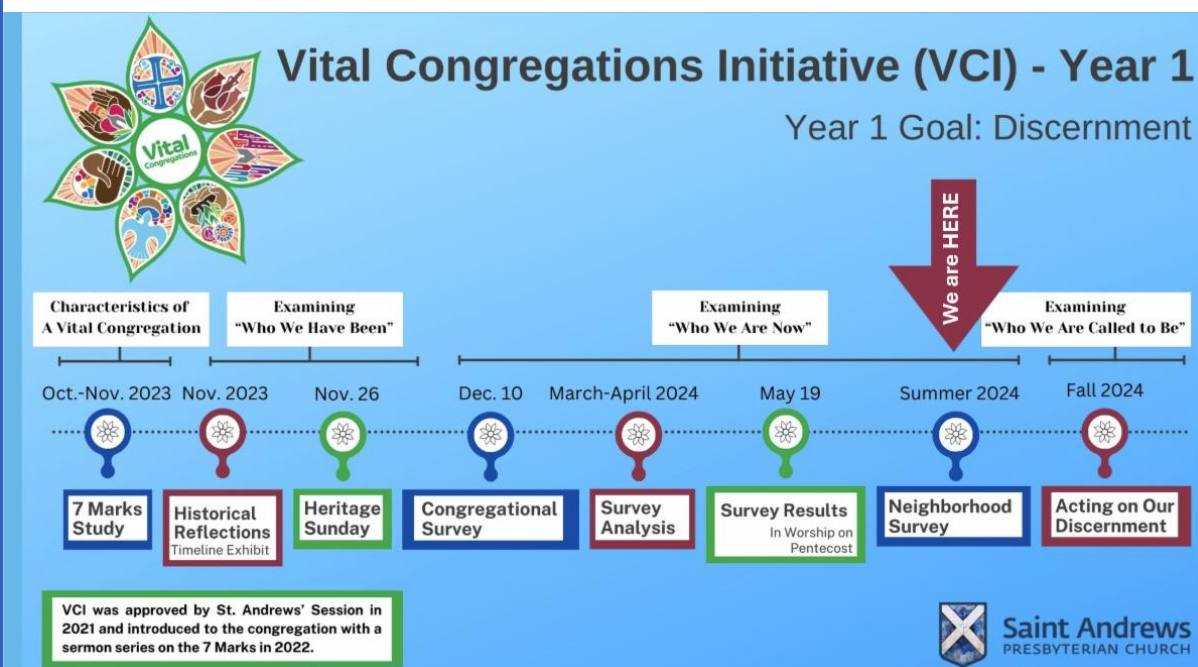 Vital Congregations Initiative (VCI) - Year 1
Year 1 Goal: Discernment
Vital
Congregations
We are HERE
Characteristics of
A Vital Congregation
Examining
“Who We Have Been”
Examining
“Who We Are Now”
Examining
“Who We Are Called to Be”
Oct.-Nov. 2023
Nov. 2023
Nov. 26
Dec. 10
March-April 2024
May 19
Summer 2024
Fall 2024
7 Marks
Study
Historical
Reflections
Timeline Exhibit
Heritage
Sunday
Congregational
Survey
Survey
Analysis
Survey Results
In Worship on
Pentecost
Neighborhood
Survey
Acting on Our
Discernment
VCI was approved by St. Andrews’ Session in
2021 and introduced to the congregation with a
sermon series on the 7 Marks in 2022.
Saint Andrews
PRESBYTERIAN CHURCH